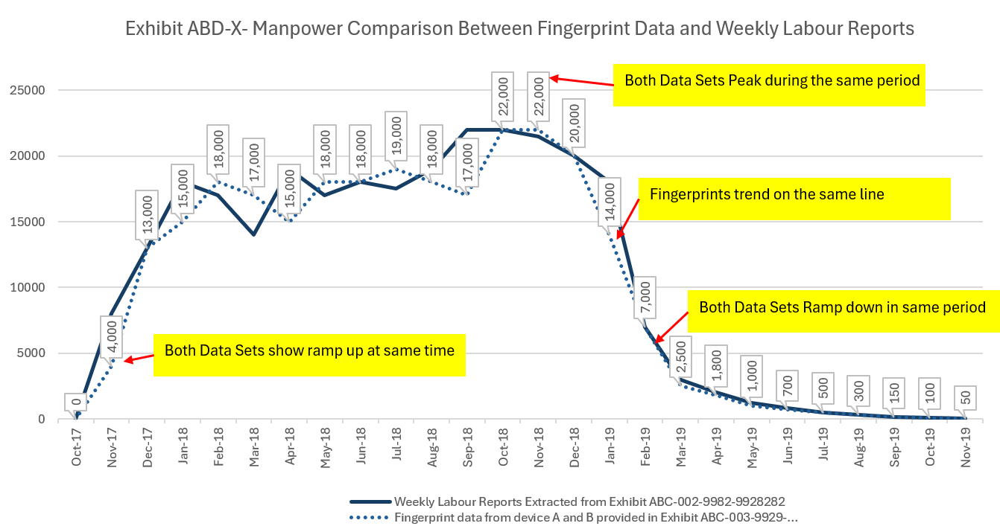 Exhibit ABD-X- Manpower Comparison Between Fingerprint Data and Weekly Labour Reports
Both Data Sets Peak during the same period
Fingerprints trend on the same line
Both Data Sets Ramp down in same period
Both Data Sets show ramp up at same time
25000
20000
15000
10000
5000
0
0
4,000
13,000
15,000
18,000
17,000
15,000
18,000
18,000
19,000
18,000
17,000
22,000
22,000
20,000
14,000
7,000
2,500
1,800
1,000
700
500
300
150
100
50
Oct-17
Nov-17
Dec-17
Jan-18
Feb-18
Mar-18
Apr-18
May-18
Jun-18
Jul-18
Aug-18
Sep-18
Oct-18
Nov-18
Dec-18
Jan-19
Feb-19
Mar-19
Apr-19
May-19
Jun-19
Jul-19
Aug-19
Sep-19
Oct-19
Nov-19
Weekly Labour Reports Extracted from Exhibit ABC-002-9982-9928282
Fingerprint data from device A and B provided in Exhibit ABC-003-9929-...